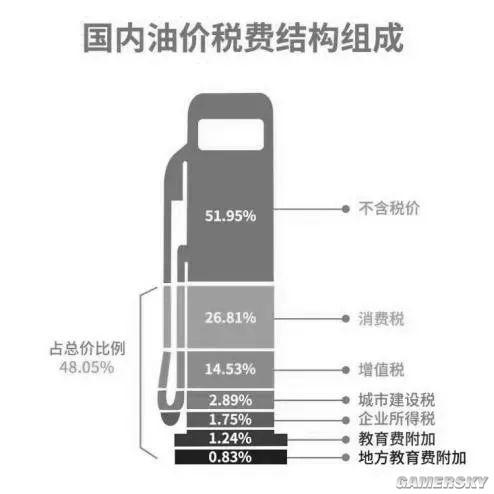 国内油价税费结构组成
51.95%
不含税价
26.81%
消费税
占总价比例
48.05%
14.53%
增值税
2.89%
城市建设税
1.75%
企业所得税
1.24%
教育费附加
0.83%
地方教育费附加
GAMERSKY